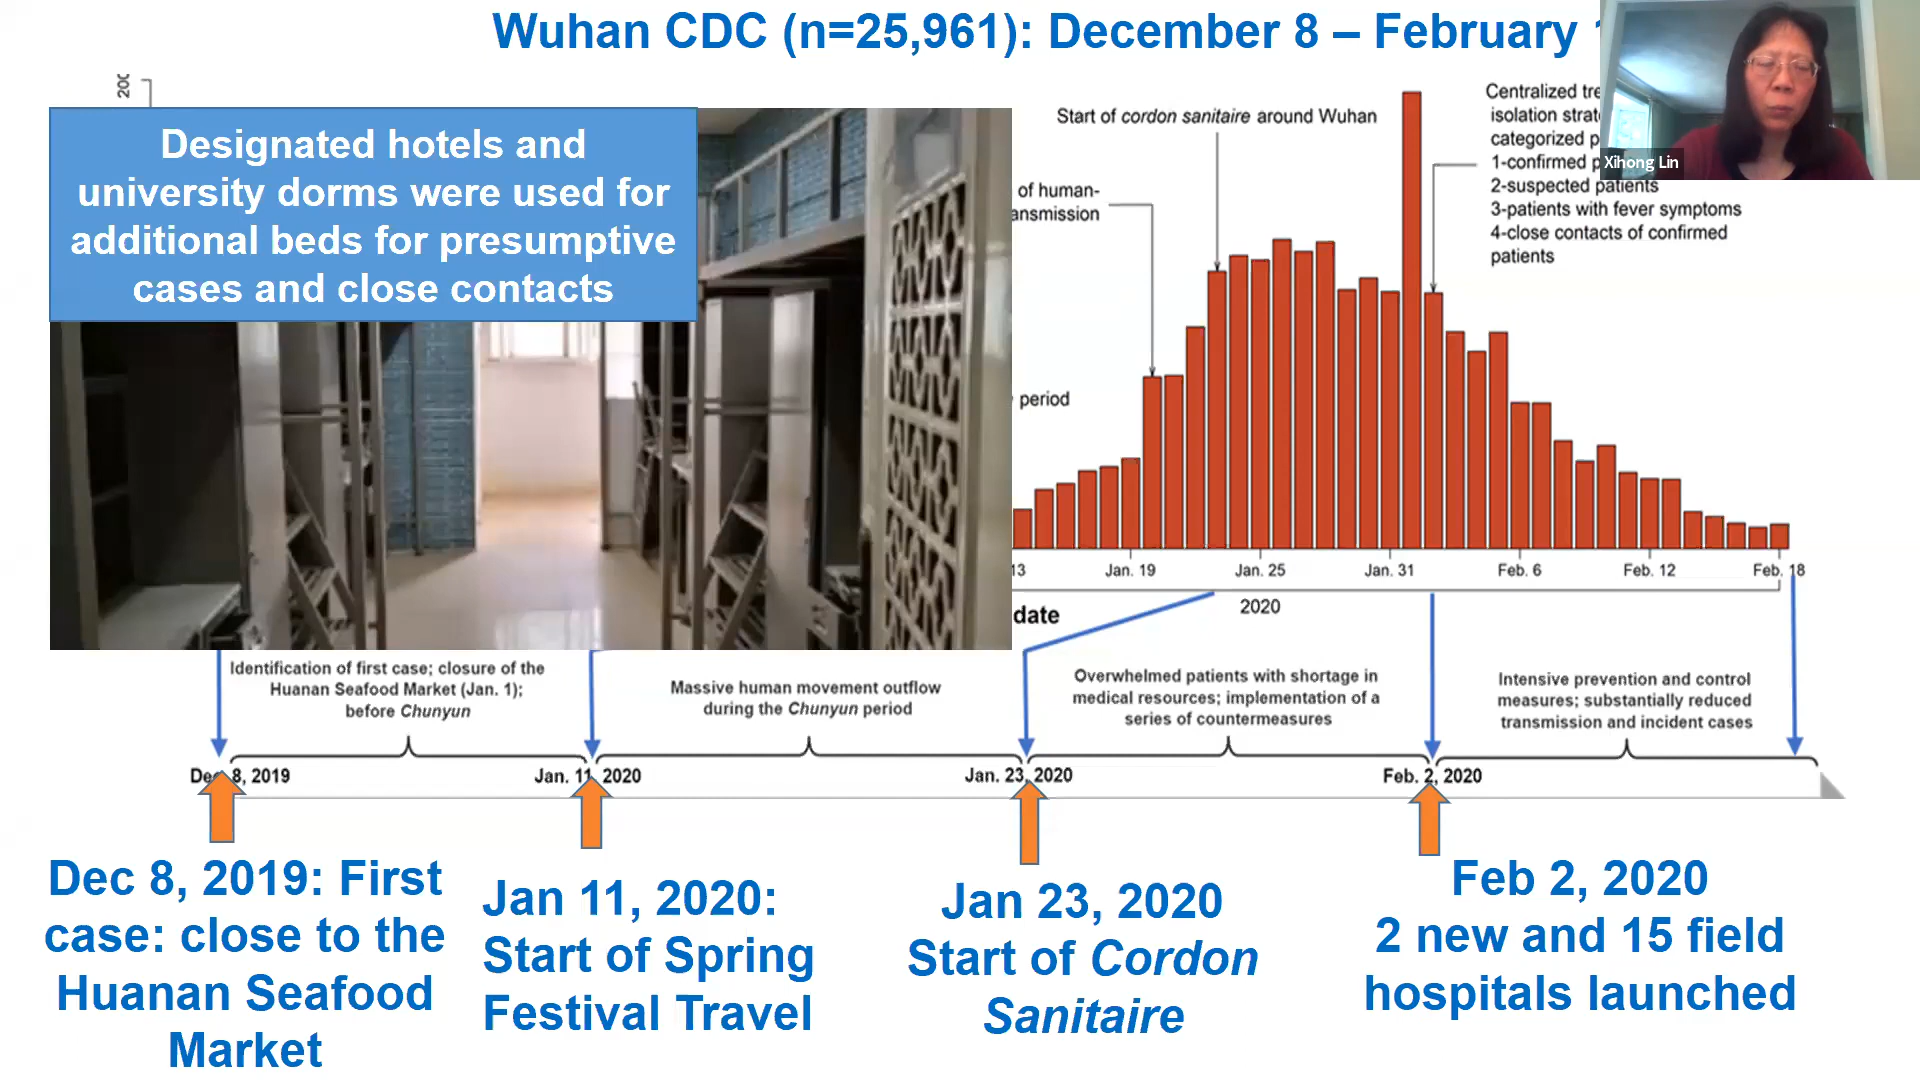 Wuhan CDC (n=25,961): December 8 – February
200
Designated hotels and
university dorms were used for
additional beds for presumptive
cases and close contacts
Start of cordon sanitaire around Wuhan
of human-
ansmission
period
Centralized tre
isolation strat
categorized p
1-confirmed p
2-suspected patients
3-patients with fever symptoms
4-close contacts of confirmed
patients
Xihong Lin
13
Jan. 19
Jan. 25
Jan. 31
Feb. 6
Feb. 12
Feb. 18
2020
date
Identification of first case; closure of the
Huanan Seafood Market (Jan. 1);
before Chunyun
Massive human movement outflow
during the Chunyun period
Overwhelmed patients with shortage in
medical resources; implementation of a
series of countermeasures
Intensive prevention and control
measures; substantially reduced
transmission and incident cases
Dec. 8, 2019
Jan. 11, 2020
Jan. 23, 2020
Feb. 2, 2020
Dec 8, 2019: First
case: close to the
Huanan Seafood
Market
Jan 11, 2020:
Start of Spring
Festival Travel
Jan 23, 2020
Start of Cordon
Sanitaire
Feb 2, 2020
2 new and 15 field
hospitals launched